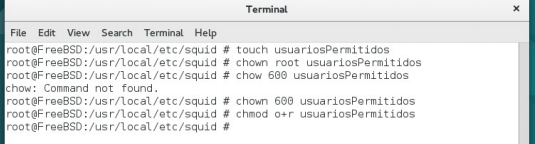 Terminal
File Edit View Search Terminal Help
root@FreeBSD:/usr/local/etc/squid # touch usuariosPermitidos
root@FreeBSD:/usr/local/etc/squid # chown root usuariosPermitidos
root@FreeBSD:/usr/local/etc/squid # chow 600 usuariosPermitidos
chow: Command not found.
root@FreeBSD:/usr/local/etc/squid # chown 600 usuariosPermitidos
root@FreeBSD:/usr/local/etc/squid # chmod o+r usuariosPermitidos
root@FreeBSD:/usr/local/etc/squid #